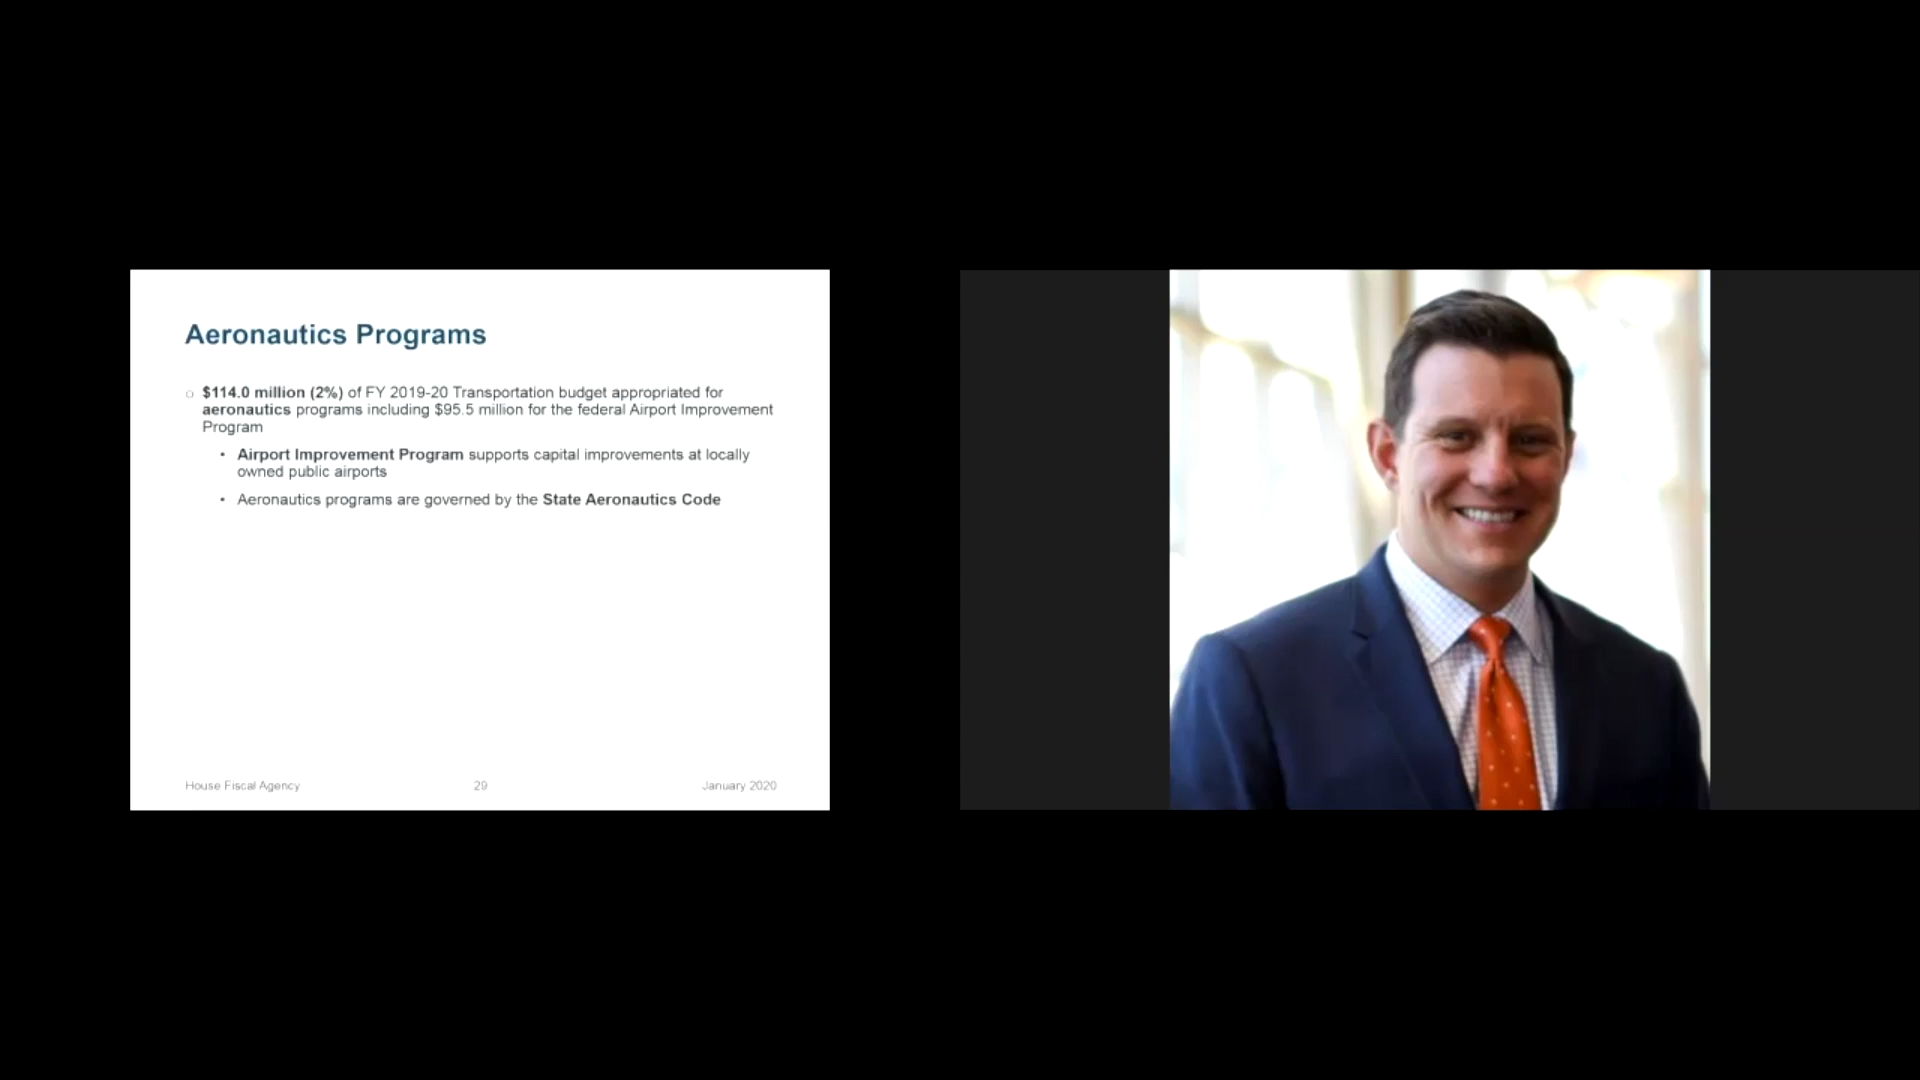 Aeronautics Programs
○ $114.0 million (2%) of FY 2019-20 Transportation budget appropriated for
aeronautics programs including $95.5 million for the federal Airport Improvement
Program
• Airport Improvement Program supports capital improvements at locally
owned public airports
• Aeronautics programs are governed by the State Aeronautics Code
House Fiscal Agency 29 January 2020